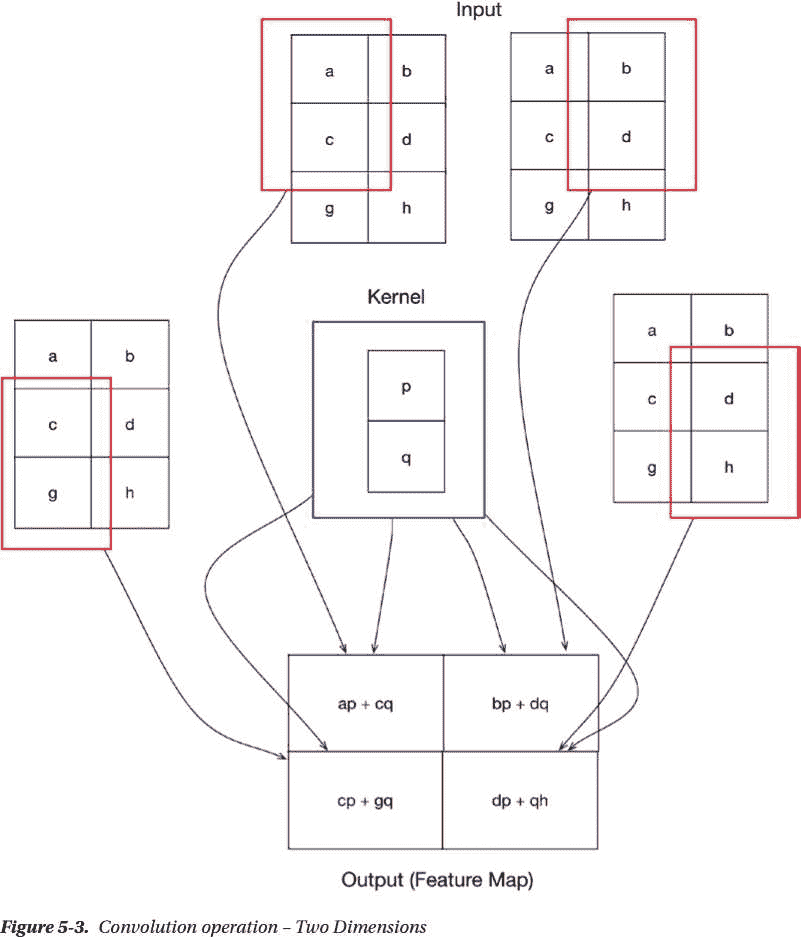 Input
a b
c d
g h
a b
c d
g h
Kernel
p
q
a b
c d
g h
a b
c d
g h
ap + cq bp + dq
cp + gq dp + qh
Output (Feature Map)
Figure 5-3. Convolution operation – Two Dimensions